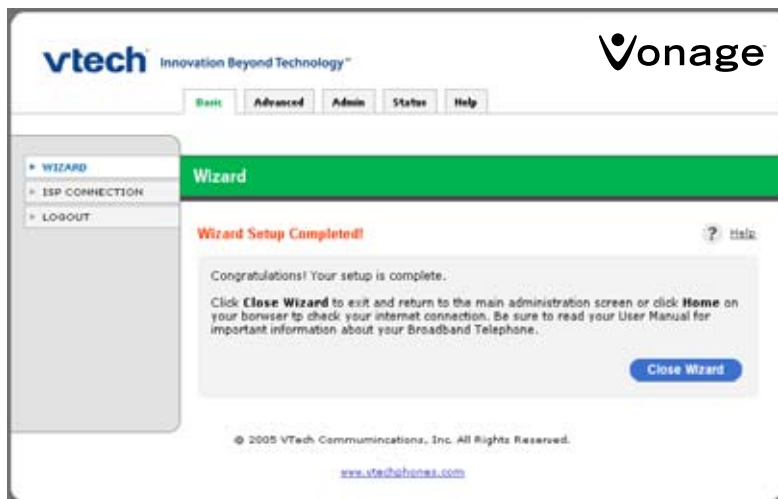 vtech Innovation Beyond Technology™
Vonage
Basic Advanced Admin Status Help
WIZARD
ISP CONNECTION
LOGOUT
Wizard
Wizard Setup Completed!
? Help
Congratulations! Your setup is complete.
Click Close Wizard to exit and return to the main administration screen or click Home on
your borwser tp check your internet connection. Be sure to read your User Manual for
important information about your Broadband Telephone.
Close Wizard
© 2005 VTech Commumincations, Inc. All Rights Reserved.
www.vtechphones.com